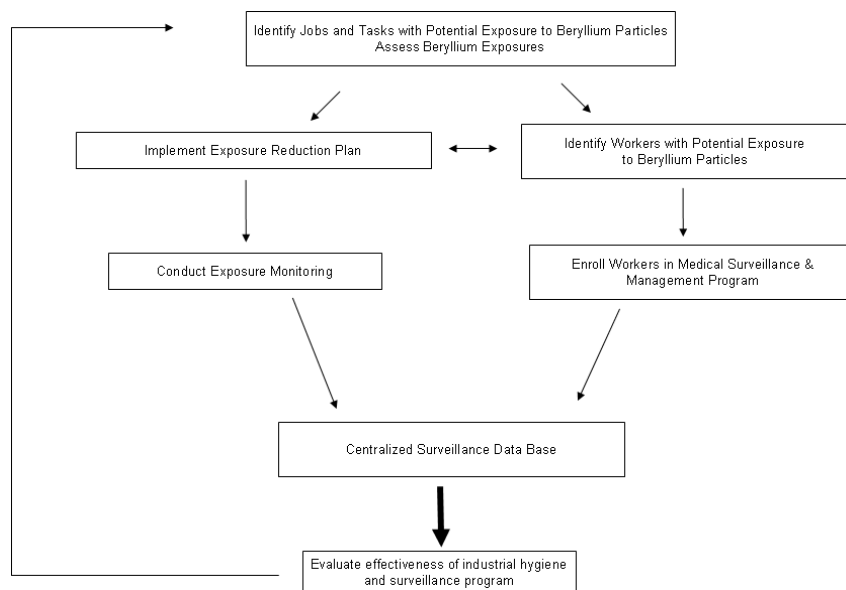 Identify Jobs and Tasks with Potential Exposure to Beryllium Particles
Assess Beryllium Exposures
Implement Exposure Reduction Plan
Identify Workers with Potential Exposure
to Beryllium Particles
Conduct Exposure Monitoring
Enroll Workers in Medical Surveillance &
Management Program
Centralized Surveillance Data Base
Evaluate effectiveness of industrial hygiene
and surveillance program